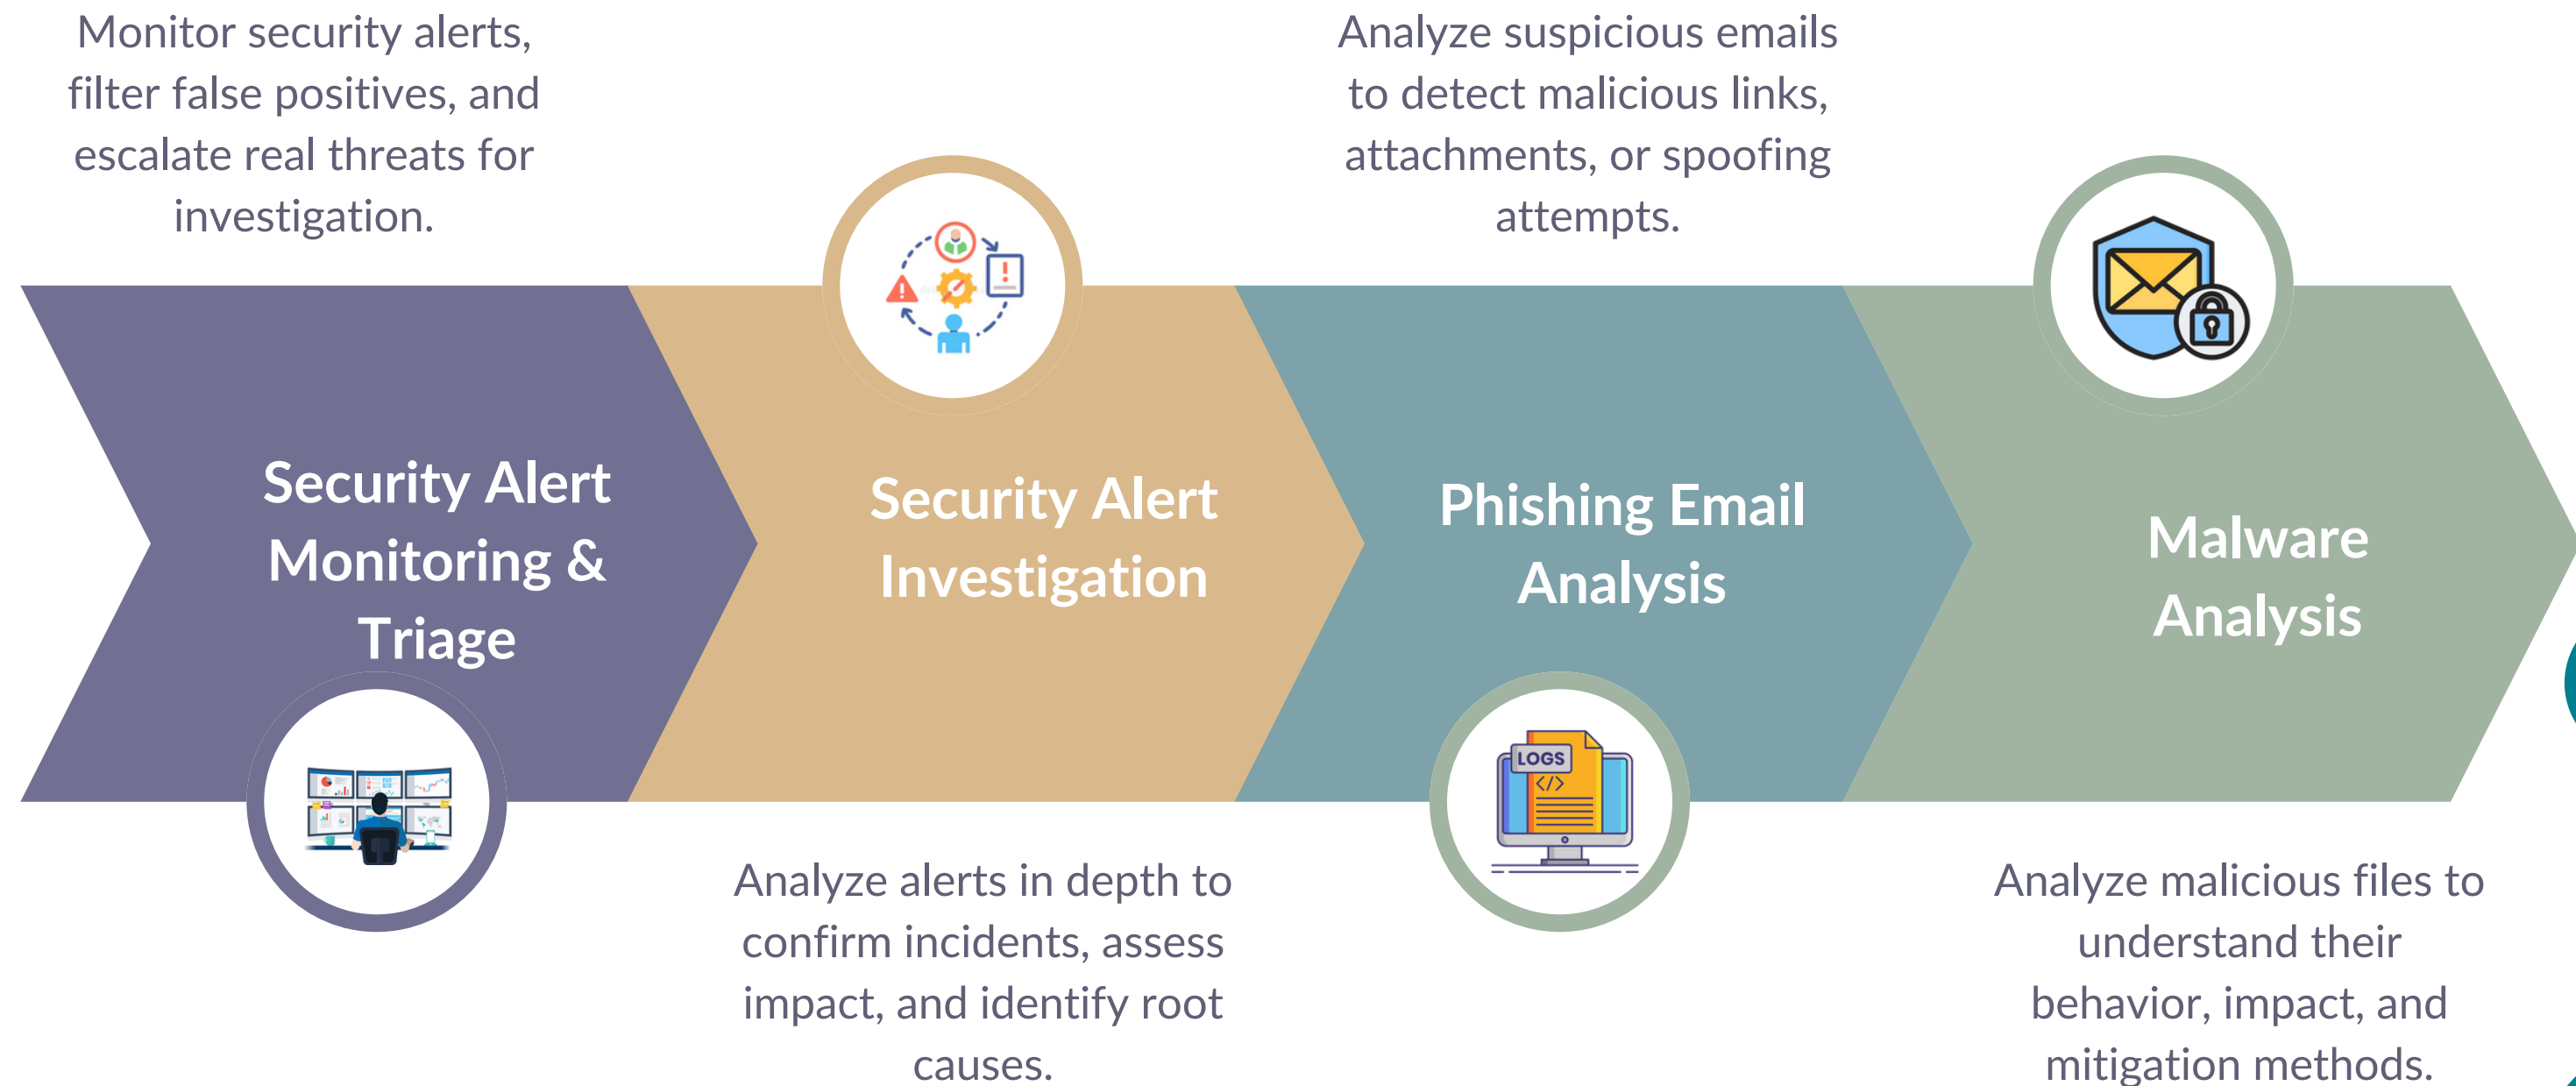 Monitor security alerts,
filter false positives, and
escalate real threats for
investigation.
Security Alert
Monitoring &
Triage
Security Alert
Investigation
Analyze alerts in depth to
confirm incidents, assess
impact, and identify root
causes.
Analyze suspicious emails
to detect malicious links,
attachments, or spoofing
attempts.
Phishing Email
Analysis
LOGS
</>
Malware
Analysis
Analyze malicious files to
understand their
behavior, impact, and
mitigation methods.